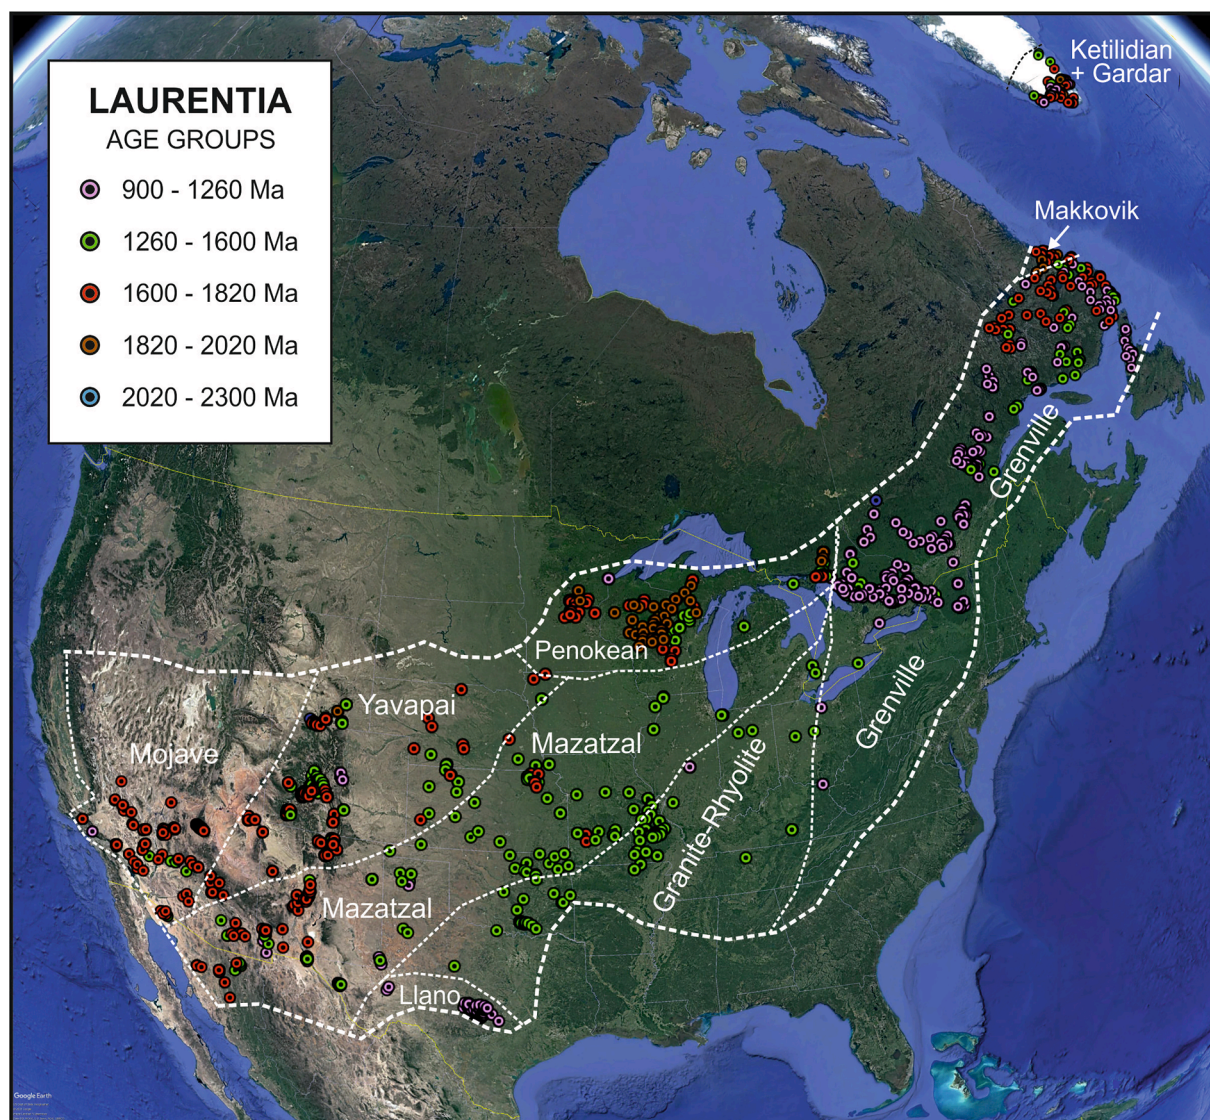 LAURENTIA
AGE GROUPS
900 - 1260 Ma
1260 - 1600 Ma
1600 - 1820 Ma
1820 - 2020 Ma
2020 - 2300 Ma
Ketilidian
+ Gardar
Makkovik
Grenville
Penokean
Yavapai
Mojave
Mazatzal
Grenville
Granite-Rhyolite
Mazatzal
Llano
Google Earth